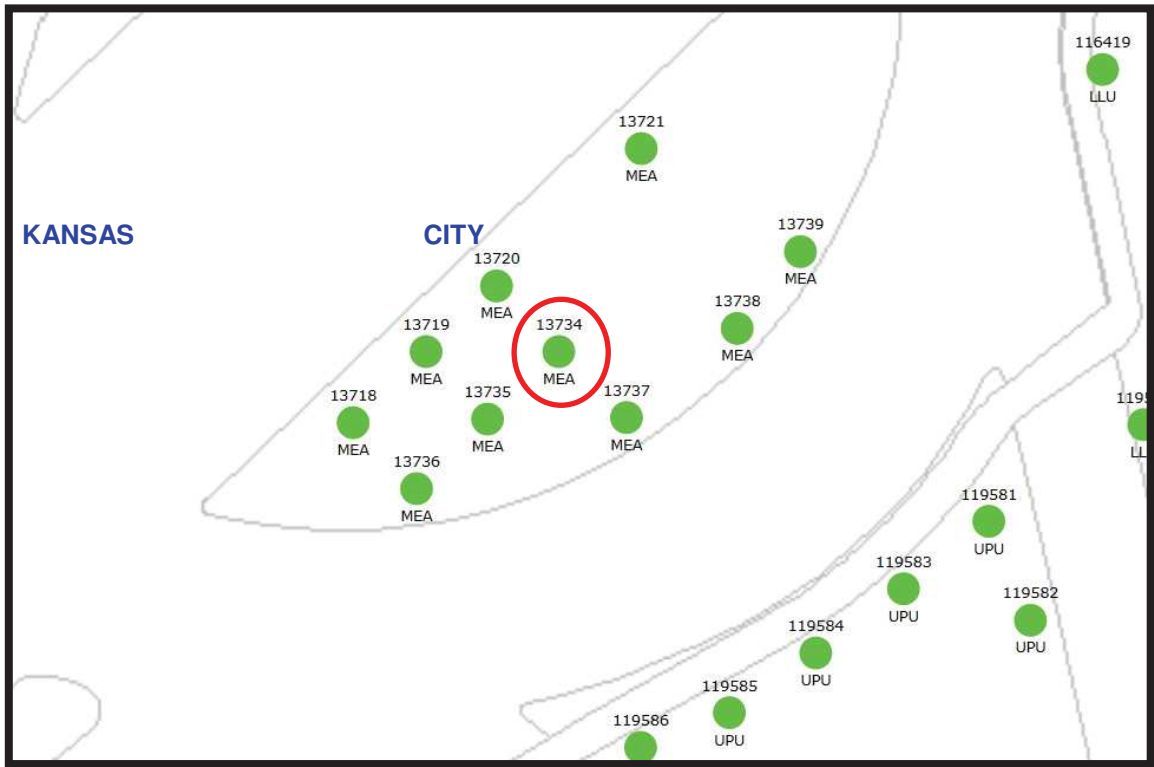 116419
LLU
13721
MEA
KANSAS CITY
13739
MEA
13720
MEA
13738
MEA
13719
MEA
13734
MEA
13718
MEA
13735
MEA
13737
MEA
13736
MEA
119581
UPU
119583
UPU
119582
UPU
119584
UPU
119585
UPU
119586